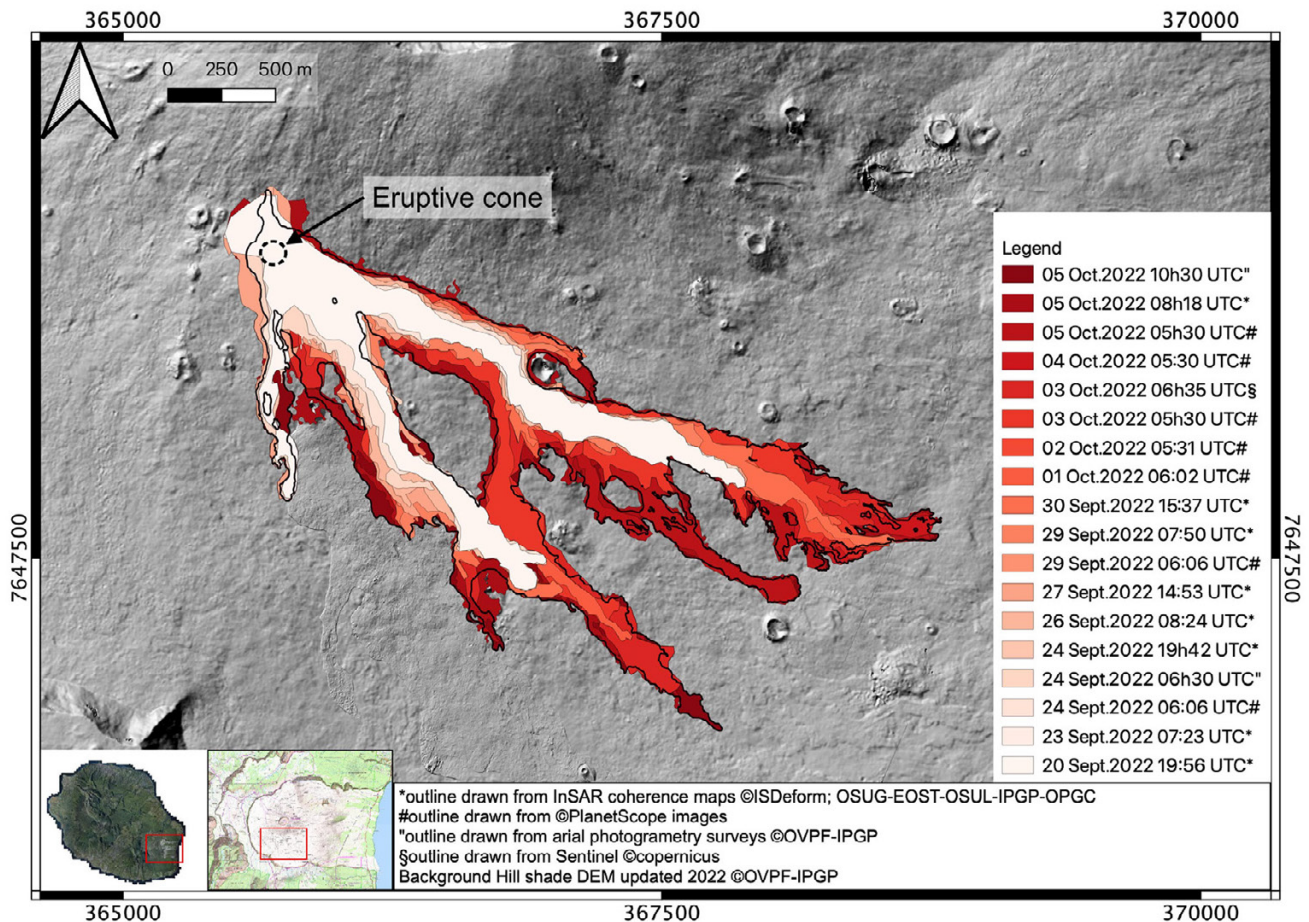 365000 367500 370000
0 250 500 m
Eruptive cone
Legend
05 Oct.2022 10h30 UTC"
05 Oct.2022 08h18 UTC*
05 Oct.2022 05h30 UTC#
04 Oct.2022 05:30 UTC#
03 Oct.2022 06h35 UTC§
03 Oct.2022 05h30 UTC#
02 Oct.2022 05:31 UTC#
01 Oct.2022 06:02 UTC#
30 Sept.2022 15:37 UTC*
29 Sept.2022 07:50 UTC*
29 Sept.2022 06:06 UTC#
27 Sept.2022 14:53 UTC*
26 Sept.2022 08:24 UTC*
24 Sept.2022 19h42 UTC*
24 Sept.2022 06h30 UTC"
24 Sept.2022 06:06 UTC#
23 Sept.2022 07:23 UTC*
20 Sept.2022 19:56 UTC*
7647500
7647500
*outline drawn from InSAR coherence maps ©ISDeform; OSUG-EOST-OSUL-IPGP-OPGC
#outline drawn from ©PlanetScope images
"outline drawn from arial photogrametry surveys ©OVPF-IPGP
§outline drawn from Sentinel ©copernicus
Background Hill shade DEM updated 2022 ©OVPF-IPGP
365000 367500 370000